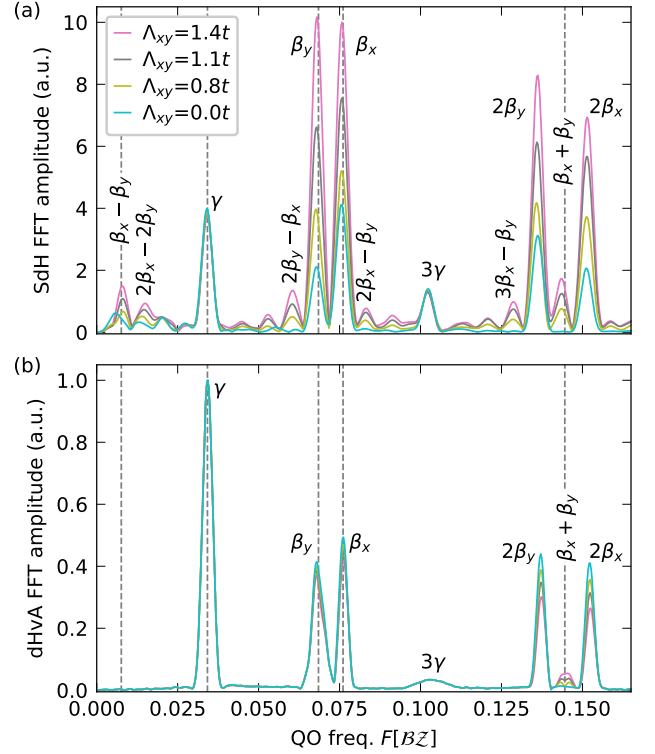 (a)
SdH FFT amplitude (a.u.)
10
8
6
4
2
0
Λxy=1.4t
Λxy=1.1t
Λxy=0.8t
Λxy=0.0t
βx − βy
2βx − 2βy
γ
2βy − βx
βy
βx
2βx − βy
3γ
3βx − βy
2βy
βx + βy
2βx
(b)
dHvA FFT amplitude (a.u.)
1.0
0.8
0.6
0.4
0.2
0.0
γ
βy
βx
3γ
2βy
βx + βy
2βx
0.000 0.025 0.050 0.075 0.100 0.125 0.150
QO freq. F[ℬ𝒵]